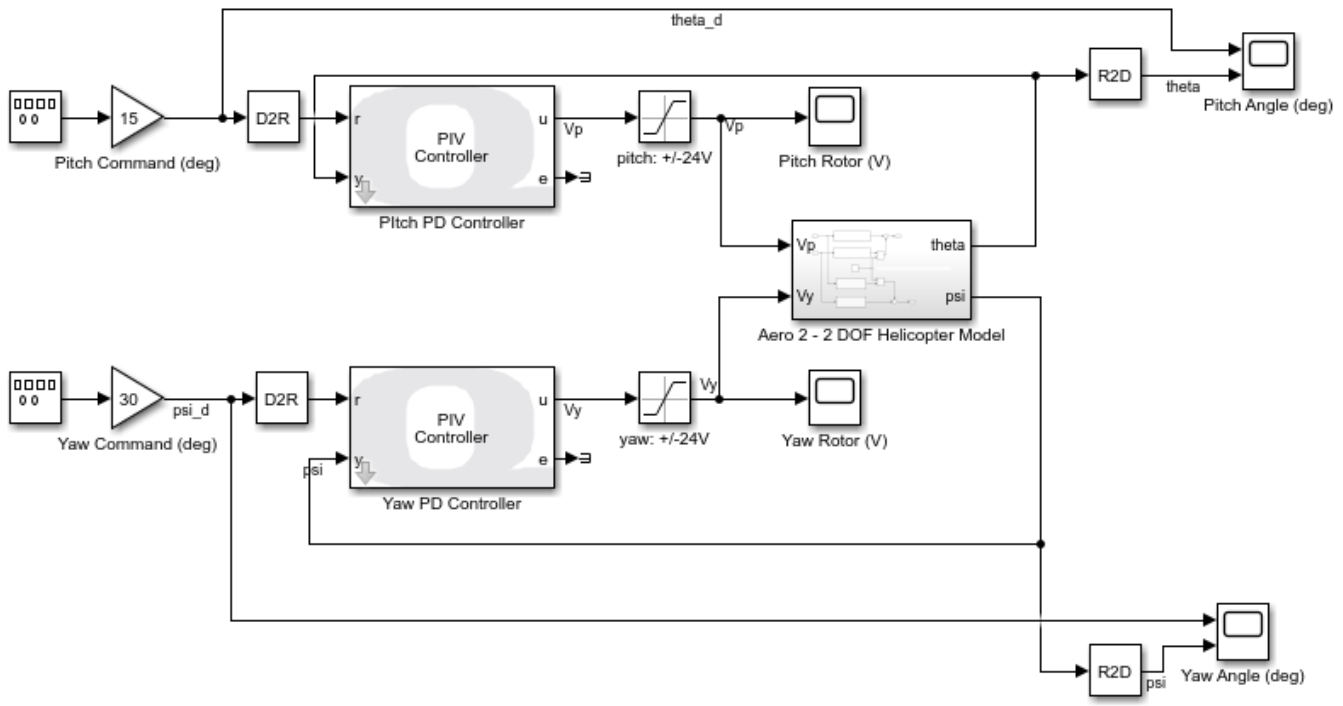 theta_d
15
Pitch Command (deg)
D2R
r
y
PIV
Controller
u
e
PItch PD Controller
Vp
pitch: +/-24V
Vp
Pitch Rotor (V)
R2D
theta
Pitch Angle (deg)
Vp
Vy
theta
psi
Aero 2 - 2 DOF Helicopter Model
30
Yaw Command (deg)
psi_d
D2R
psi
r
y
PIV
Controller
u
e
Yaw PD Controller
Vy
yaw: +/-24V
Vy
Yaw Rotor (V)
R2D
psi
Yaw Angle (deg)